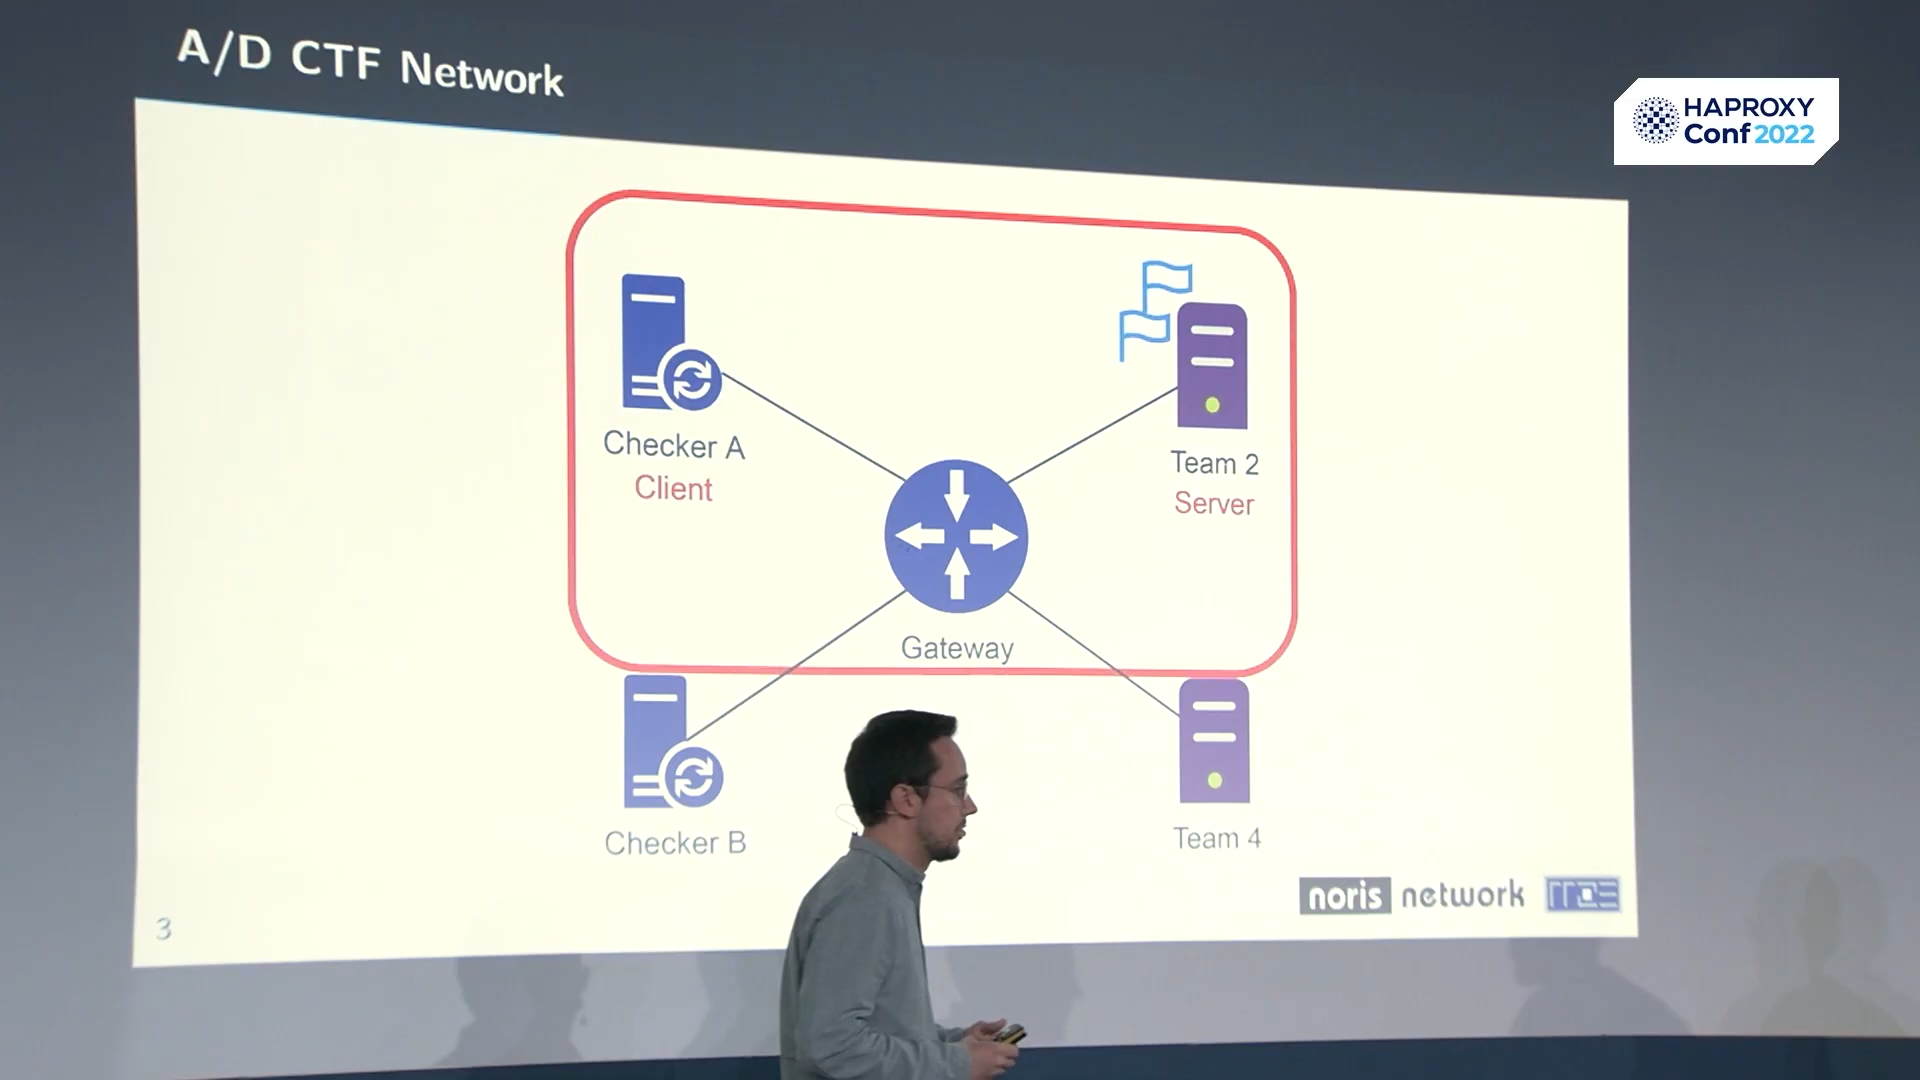 A/D CTF Network
HAPROXY
Conf 2022
Checker A
Client
Team 2
Server
Gateway
Checker B
Team 4
noris network
3